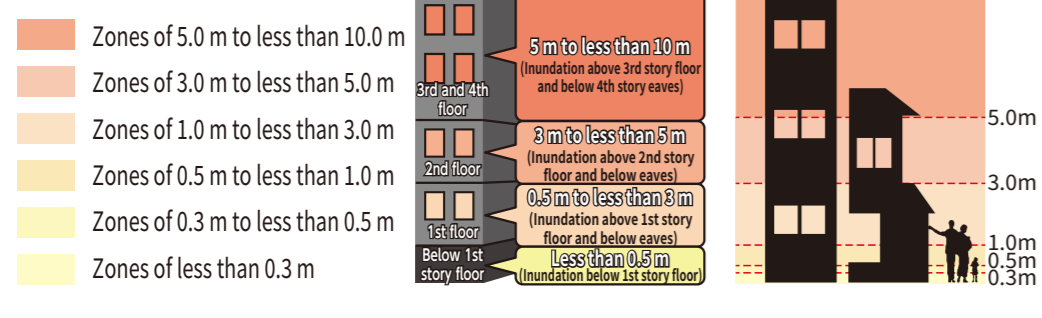 Zones of 5.0 m to less than 10.0 m
Zones of 3.0 m to less than 5.0 m
Zones of 1.0 m to less than 3.0 m
Zones of 0.5 m to less than 1.0 m
Zones of 0.3 m to less than 0.5 m
Zones of less than 0.3 m
3rd and 4th
floor
5 m to less than 10 m
(Inundation above 3rd story floor
and below 4th story eaves)
2nd floor
3 m to less than 5 m
(Inundation above 2nd story
floor and below eaves)
1st floor
0.5 m to less than 3 m
(Inundation above 1st story
floor and below eaves)
Below 1st
story floor
Less than 0.5 m
(Inundation below 1st story floor)
5.0m
3.0m
1.0m
0.5m
0.3m